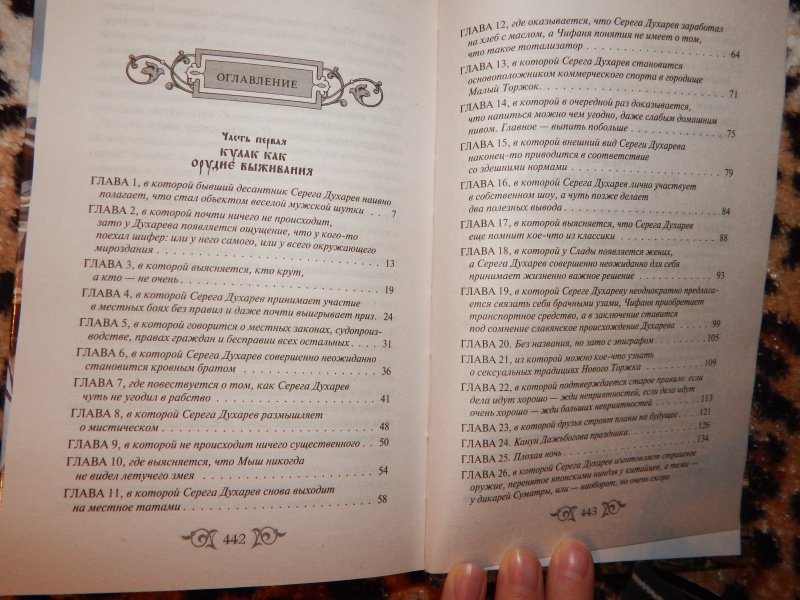 ОГЛАВЛЕНИЕ
Часть первая
КУЛАК КАК
ОРУДИЕ ВЫЖИВАНИЯ
ГЛАВА 1, в которой бывший десантник Серега Духарев наивно
полагает, что стал объектом веселой мужской шутки . . 7
ГЛАВА 2, в которой почти ничего не происходит,
зато у Духарева появляется ощущение, что у кого-то
поехал шифер: или у него самого, или у всего окружающего
мироздания . . . . . . . . . . . . . . . . . . . 13
ГЛАВА 3, в которой выясняется, кто крут,
а кто — не очень . . . . . . . . . . . . . . . . . 19
ГЛАВА 4, в которой Серега Духарев принимает участие
в местных боях без правил и даже почти выигрывает приз . 24
ГЛАВА 5, в которой говорится о местных законах, судопроиз-
водстве, правах граждан и бесправии всех остальных . . 31
ГЛАВА 6, в которой Серега Духарев совершенно неожиданно
становится кровным братом . . . . . . . . . . . . 36
ГЛАВА 7, где повествуется о том, как Серега Духарев
чуть не угодил в рабство . . . . . . . . . . . . . 41
ГЛАВА 8, в которой Серега Духарев размышляет
о мистическом . . . . . . . . . . . . . . . . . . 48
ГЛАВА 9, в которой не происходит ничего существенного . . 50
ГЛАВА 10, где выясняется, что Мыш никогда
не видел летучего змея . . . . . . . . . . . . . . 54
ГЛАВА 11, в которой Серега Духарев снова выходит
на местное татами . . . . . . . . . . . . . . . . 58
442
ГЛАВА 12, где оказывается, что Серега Духарев заработал
на хлеб с маслом, а Чифаня понятия не имеет о том,
что такое тотализатор . . . . . . . . . . . . . . 64
ГЛАВА 13, в которой Серега Духарев становится
основоположником коммерческого спорта в городище
Малый Торжок. . . . . . . . . . . . . . . . . . . 71
ГЛАВА 14, в которой в очередной раз доказывается,
что напиться можно чем угодно, даже слабым домашним
пивом. Главное — выпить побольше . . . . . . . . . 75
ГЛАВА 15, в которой внешний вид Сереги Духарева
наконец-то приводится в соответствие
со здешними нормами . . . . . . . . . . . . . . . 79
ГЛАВА 16, в которой Серега Духарев лично участвует
в собственном шоу, а чуть позже делает
два полезных вывода . . . . . . . . . . . . . . . 84
ГЛАВА 17, в которой выясняется, что Серега Духарев
еще помнит кое-что из классики . . . . . . . . . . 88
ГЛАВА 18, в которой у Слады появляется жених,
а Серега Духарев совершенно неожиданно для себя
принимает жизненно важное решение . . . . . . . . 93
ГЛАВА 19, в которой Сереге Духареву неоднократно предлага-
ется связать себя брачными узами, Чифаня приобретает
транспортное средство, а в заключение ставится
под сомнение славянское происхождение Духарева . . . 99
ГЛАВА 20. Без названия, но зато с эпиграфом . . . . . 105
ГЛАВА 21, из которой можно кое-что узнать
о сексуальных традициях Нового Торжка . . . . . . 109
ГЛАВА 22, в которой подтверждается старое правило: если
дела идут хорошо — жди неприятностей, если дела идут
очень хорошо — жди больших неприятностей . . . . . 113
ГЛАВА 23, в которой друзья строят планы на будущее . . 121
ГЛАВА 24. Канун Дажьбогова праздника . . . . . . . 126
ГЛАВА 25. Плохая ночь . . . . . . . . . . . . . . 134
ГЛАВА 26, в которой Серега Духарев изготовляет страшное
оружие, перенятое японскими ниндзя у китайцев, а теми —
у дикарей Суматры, или — наоборот, но очень скоро
443